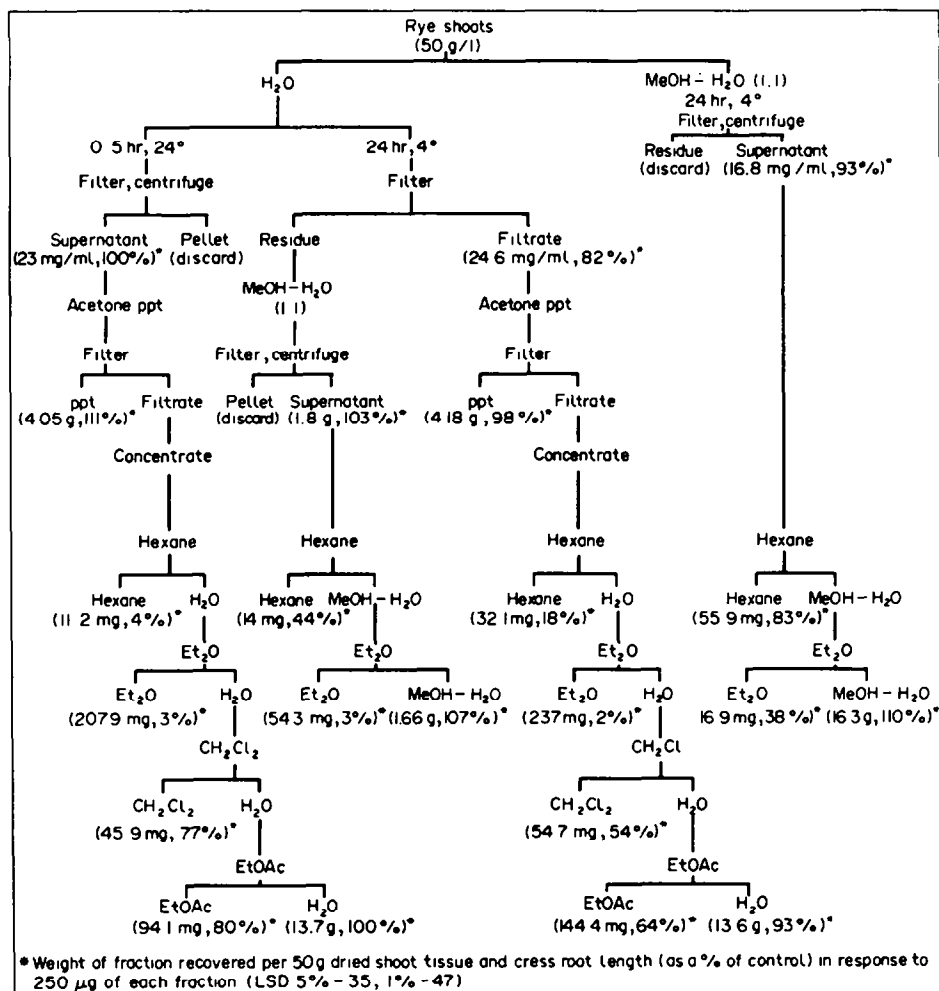 Rye shoots
(50 g/l)
H₂O
MeOH – H₂O (1.1)
24 hr, 4°
Filter, centrifuge
0 5 hr, 24°
24 hr, 4°
Residue Supernatant
(discard) (16.8 mg/ml, 93%)*
Filter, centrifuge
Filter
Supernatant Pellet Residue Filtrate
(23 mg/ml, 100%)* (discard) (24 6 mg/ml, 82%)*
MeOH – H₂O
(1 1)
Acetone ppt
Acetone ppt
Filter Filter, centrifuge Filter
ppt Filtrate Pellet Supernatant ppt Filtrate
(4 05 g, 111%)* (discard) (1.8 g, 103%)* (4 18 g, 98%)*
Concentrate Concentrate
Hexane Hexane Hexane Hexane
Hexane H₂O Hexane MeOH – H₂O Hexane H₂O Hexane MeOH – H₂O
(11 2 mg, 4%)* (14 mg, 44%)* (32 1 mg, 18%)* (55 9 mg, 83%)*
Et₂O Et₂O Et₂O Et₂O
Et₂O H₂O Et₂O MeOH – H₂O Et₂O H₂O Et₂O MeOH – H₂O
(207 9 mg, 3%)* (54 3 mg, 3%)* (1.66 g, 107%)* (237 mg, 2%)* 16 9 mg, 38%)* (16 3 g, 110%)*
CH₂Cl₂ CH₂Cl
CH₂Cl₂ H₂O CH₂Cl₂ H₂O
(45 9 mg, 77%)* (54 7 mg, 54%)*
EtOAc EtOAc
EtOAc H₂O EtOAc H₂O
(94 1 mg, 80%)* (13.7 g, 100%)* (144 4 mg, 64%)* (13 6 g, 93%)*
* Weight of fraction recovered per 50g dried shoot tissue and cress root length (as a % of control) in response to
250 µg of each fraction (LSD 5% – 35, 1% – 47)